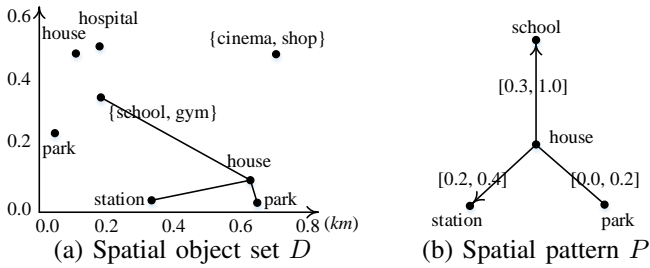 0.6
hospital
house
{cinema, shop}
0.4
{school, gym}
0.2
park
house
station
park
0.0
0.0
0.2
0.4
0.6
0.8
(km)
(a) Spatial object set D
school
[0.3, 1.0]
house
[0.2, 0.4]
[0.0, 0.2]
station
park
(b) Spatial pattern P